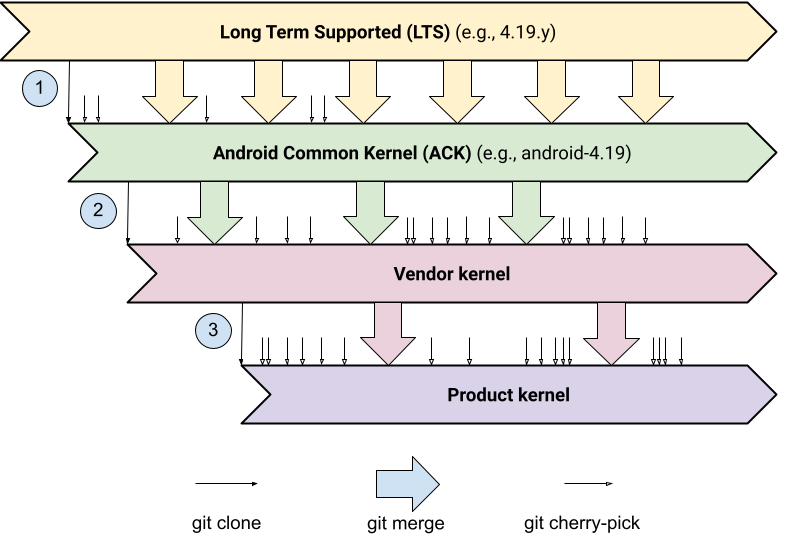 Long Term Supported (LTS) (e.g., 4.19.y)
1
Android Common Kernel (ACK) (e.g., android-4.19)
2
Vendor kernel
3
Product kernel
git clone
git merge
git cherry-pick